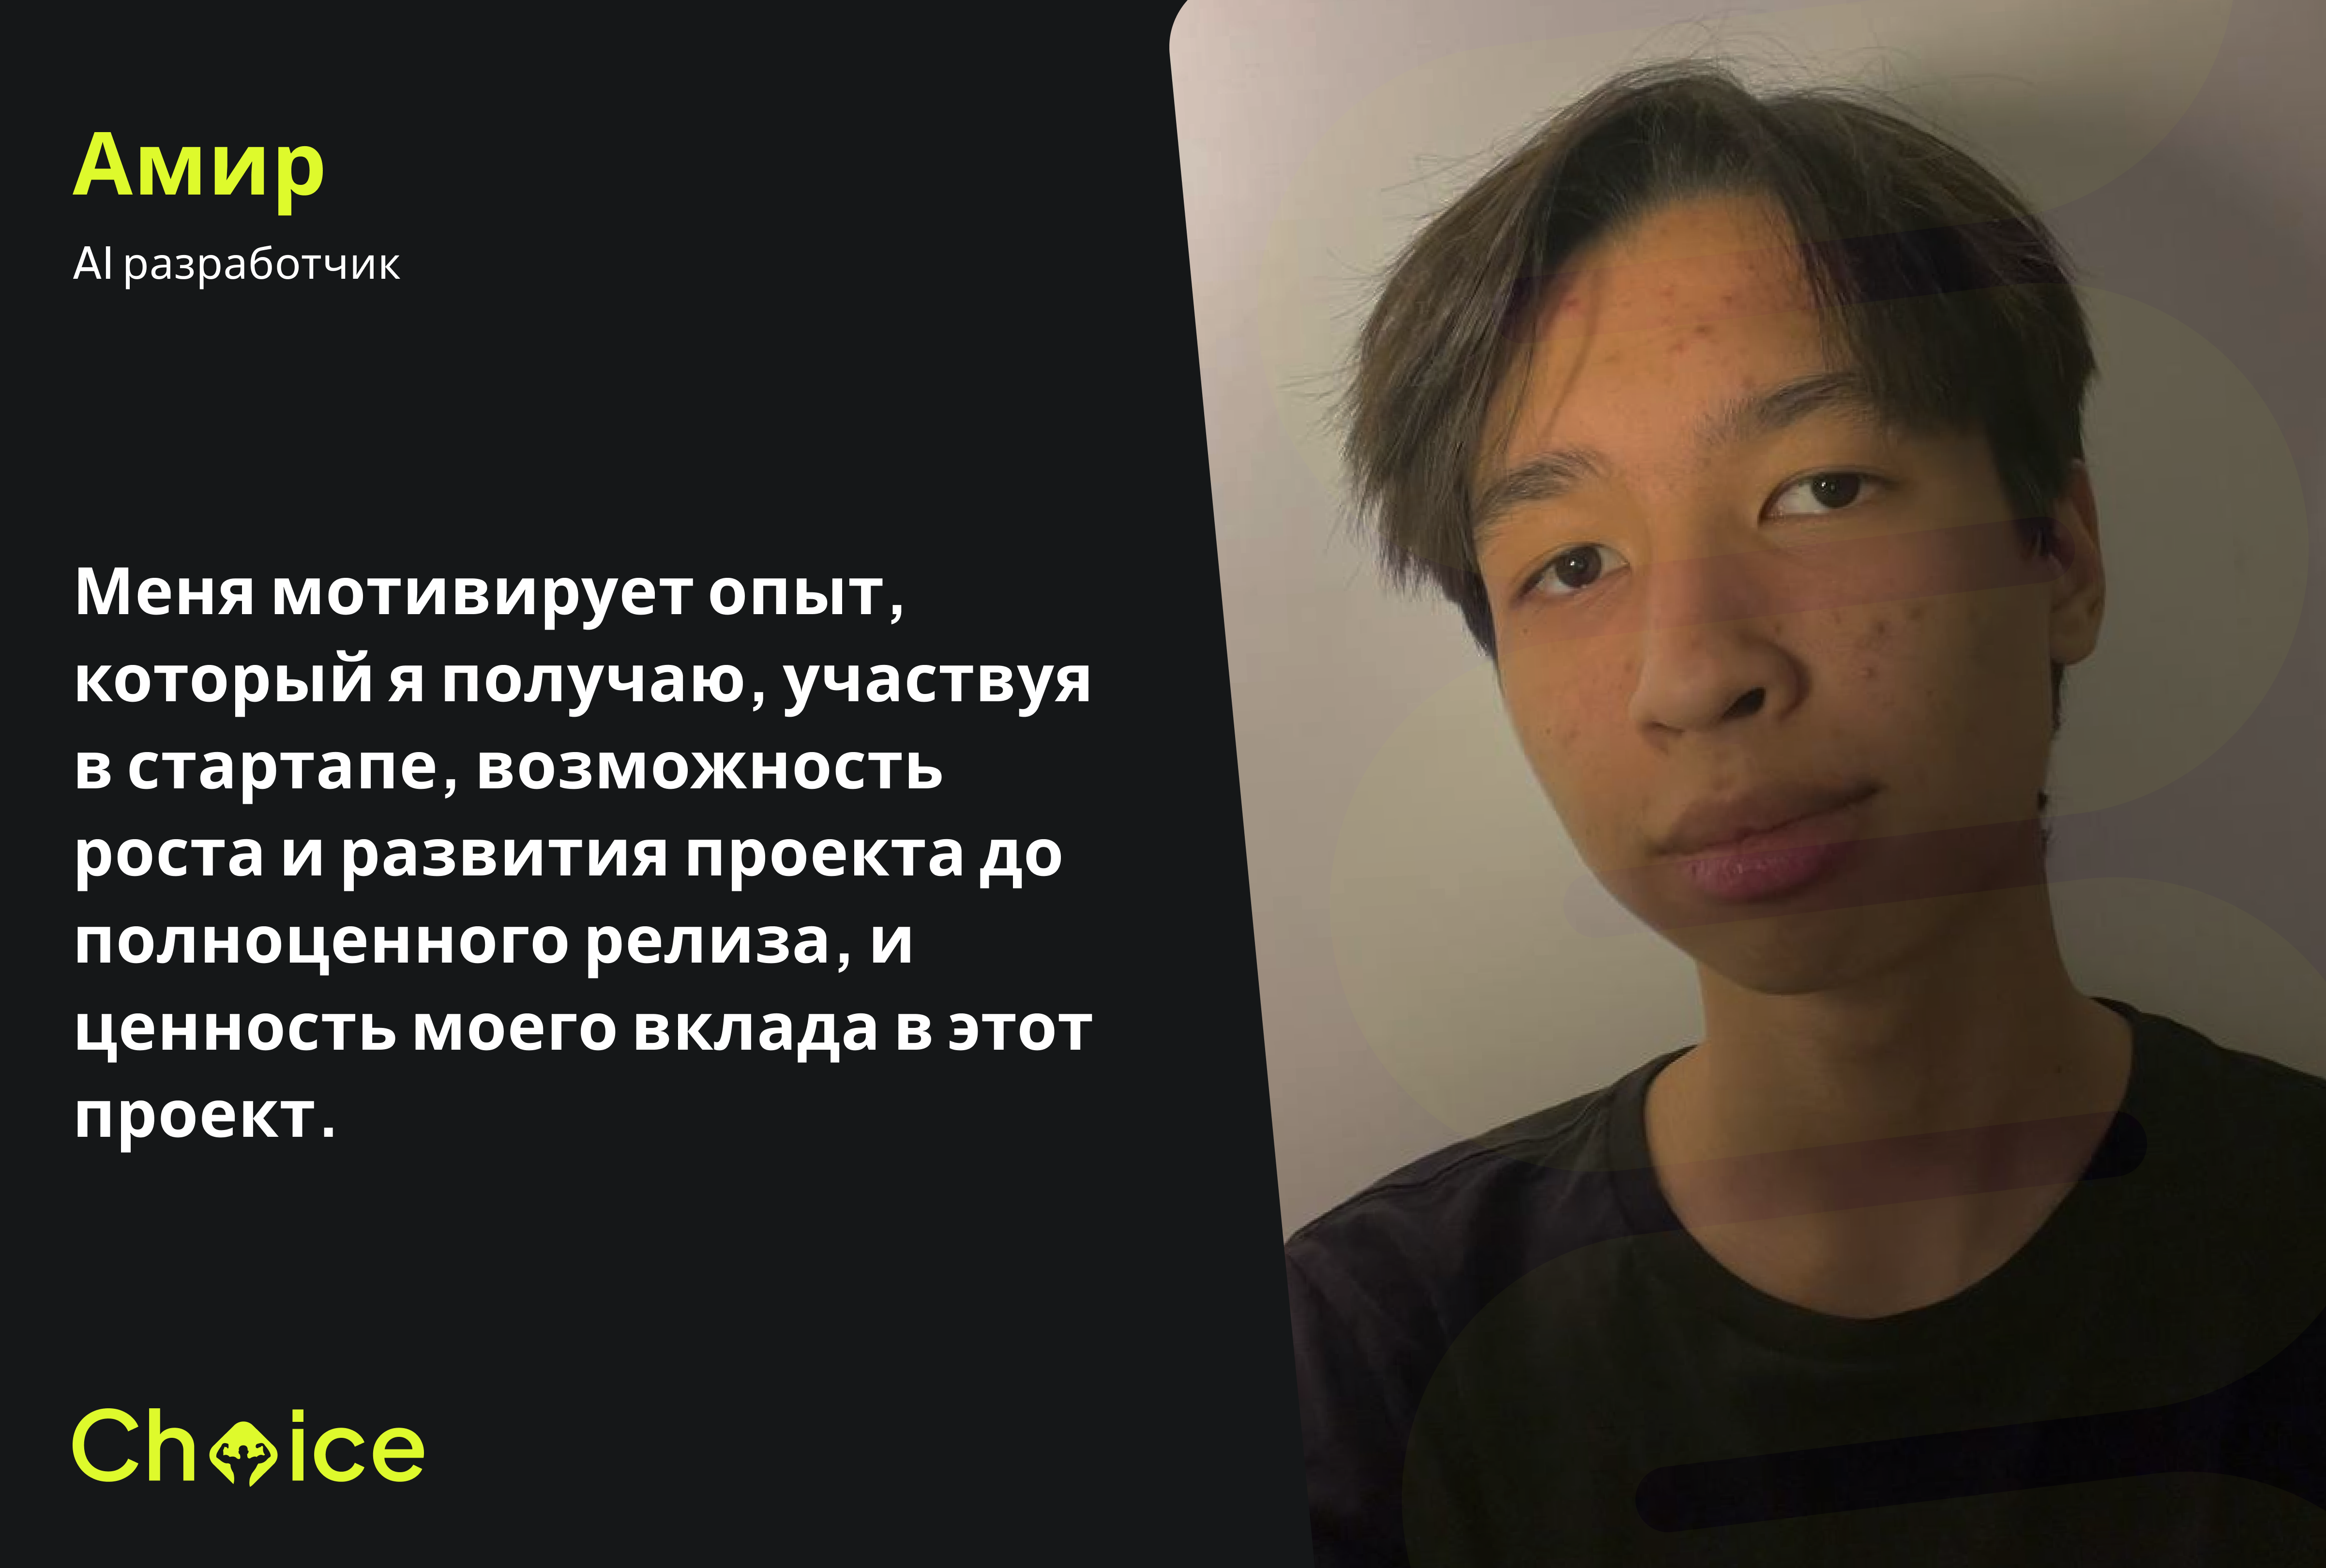 Амир
AI разработчик
Меня мотивирует опыт,
который я получаю, участвуя
в стартапе, возможность
роста и развития проекта до
полноценного релиза, и
ценность моего вклада в этот
проект.
Choice